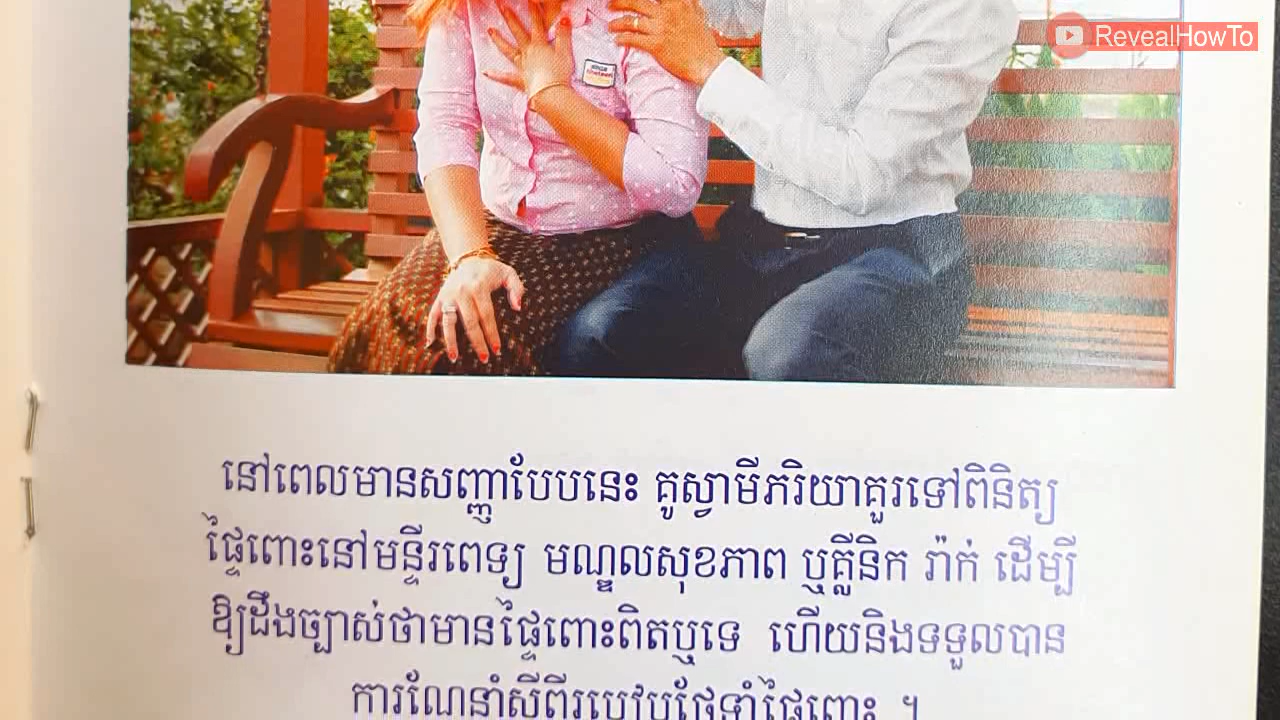 RevealHowTo
នៅពេលមានសញ្ញាបែបនេះ គូស្វាមីភរិយាគួរទៅពិនិត្យ
ផ្ទៃពោះនៅមន្ទីរពេទ្យ មណ្ឌលសុខភាព ឬគ្លីនិក រ៉ាក់ ដើម្បី
ឱ្យដឹងច្បាស់ថាមានផ្ទៃពោះពិតឬទេ ហើយនិងទទួលបាន
ការណែនាំស្តីពីរបៀបថែទាំផ្ទៃពោះ ។